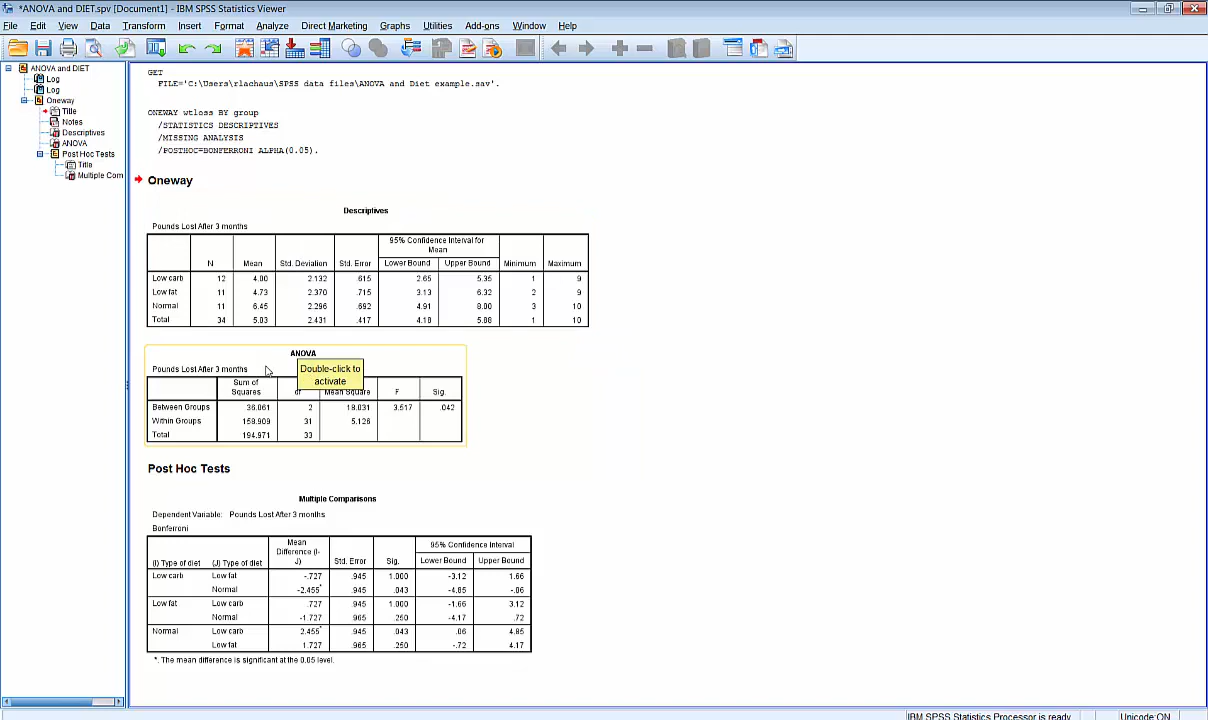 *ANOVA and DIET.spv [Document1] - IBM SPSS Statistics Viewer
File Edit View Data Transform Insert Format Analyze Direct Marketing Graphs Utilities Add-ons Window Help
ANOVA and DIET
Log
Log
Oneway
Title
Notes
Descriptives
ANOVA
Post Hoc Tests
Title
Multiple Com
GET
FILE='C:\Users\rlachaus\SPSS data files\ANOVA and Diet example.sav'.
ONEWAY wtloss BY group
/STATISTICS DESCRIPTIVES
/MISSING ANALYSIS
/POSTHOC=BONFERRONI ALPHA(0.05).
Oneway
Descriptives
Pounds Lost After 3 months
95% Confidence Interval for
Mean
N Mean Std. Deviation Std. Error Lower Bound Upper Bound Minimum Maximum
Low carb 12 4.00 2.132 .615 2.65 5.35 1 9
Low fat 11 4.73 2.370 .715 3.13 6.32 2 9
Normal 11 6.45 2.296 .692 4.91 8.00 3 10
Total 34 5.03 2.431 .417 4.18 5.88 1 10
ANOVA
Pounds Lost After 3 months
Double-click to
activate
Sum of
Squares df Mean Square F Sig.
Between Groups 36.061 2 18.031 3.517 .042
Within Groups 158.909 31 5.126
Total 194.971 33
Post Hoc Tests
Multiple Comparisons
Dependent Variable: Pounds Lost After 3 months
Bonferroni
(I) Type of diet (J) Type of diet Mean Difference (I-J) Std. Error Sig. 95% Confidence Interval
Lower Bound Upper Bound
Low carb Low fat -.727 .945 1.000 -3.12 1.66
Normal -2.455* .945 .043 -4.85 -.06
Low fat Low carb .727 .945 1.000 -1.66 3.12
Normal -1.727 .965 .250 -4.17 .72
Normal Low carb 2.455* .945 .043 .06 4.85
Low fat 1.727 .965 .250 -.72 4.17
*. The mean difference is significant at the 0.05 level.
IBM SPSS Statistics Processor is ready Unicode:ON